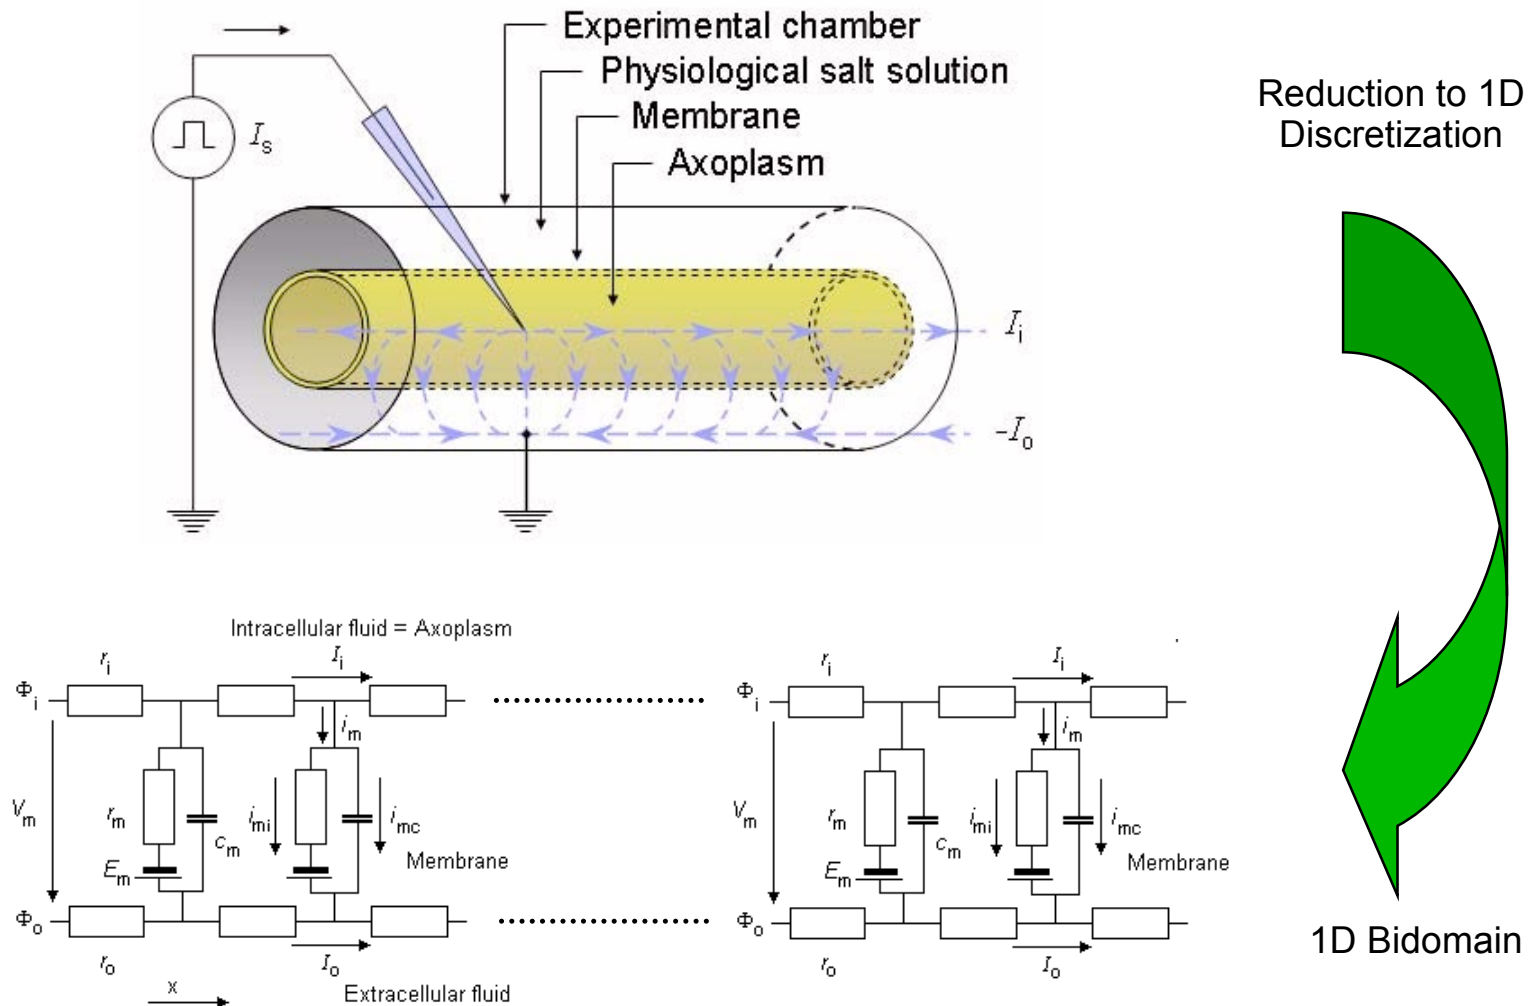 Experimental chamber
Physiological salt solution
Membrane
Axoplasm
Iₛ
Iᵢ
-Iₒ
Reduction to 1D
Discretization
Intracellular fluid = Axoplasm
rᵢ
Iᵢ
Φᵢ
iₘ
Vₘ
rₘ
cₘ
iₘᵢ
i_mc
Eₘ
Membrane
Φₒ
rₒ
Iₒ
x
Extracellular fluid
rᵢ
Iᵢ
Φᵢ
iₘ
Vₘ
rₘ
cₘ
iₘᵢ
i_mc
Eₘ
Membrane
Φₒ
rₒ
Iₒ
1D Bidomain